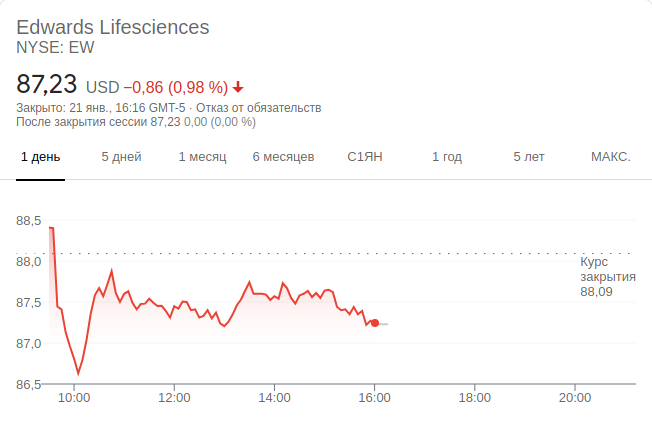 Edwards Lifesciences
NYSE: EW
87,23 USD −0,86 (0,98 %)
Закрыто: 21 янв., 16:16 GMT-5 · Отказ от обязательств
После закрытия сессии 87,23 0,00 (0,00 %)
1 день 5 дней 1 месяц 6 месяцев С1ЯН 1 год 5 лет МАКС.
88,5
88,0
87,5
87,0
86,5
Курс
закрытия
88,09
10:00 12:00 14:00 16:00 18:00 20:00